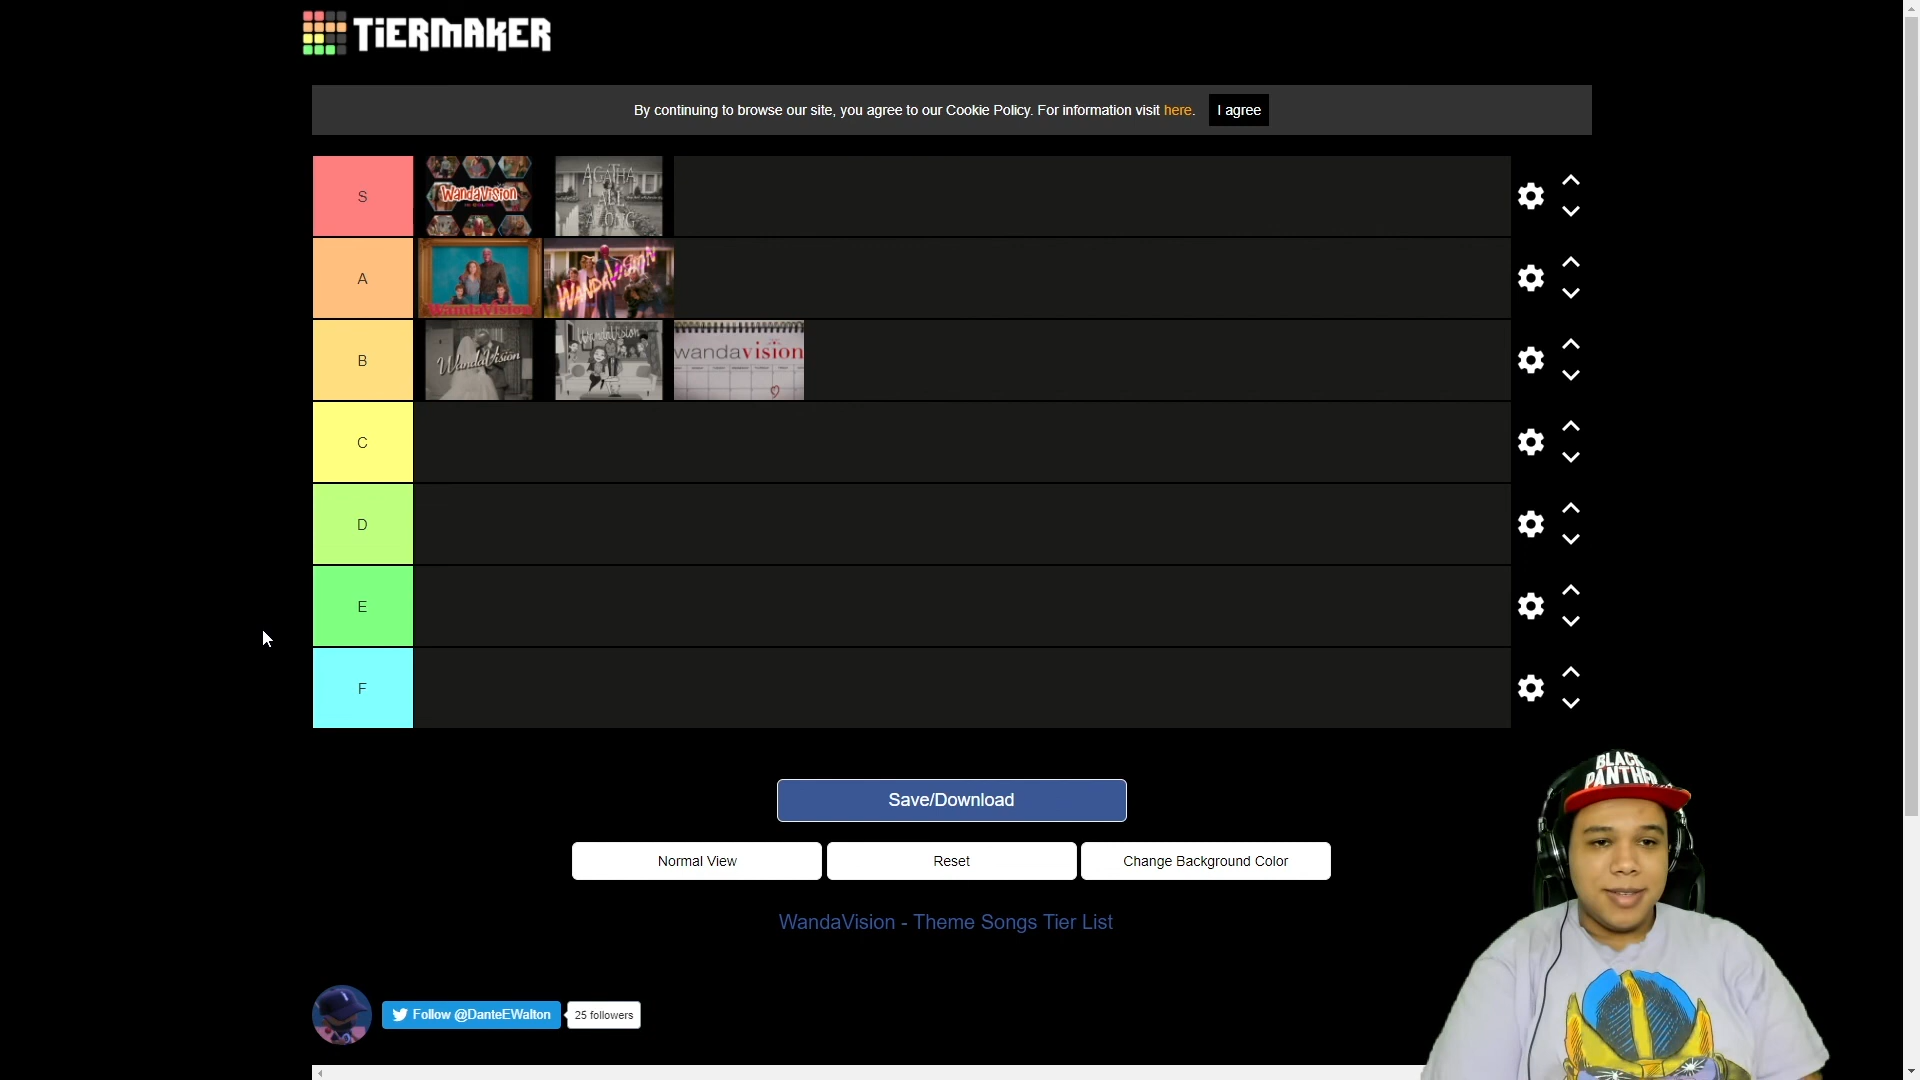 TiERMAKER
By continuing to browse our site, you agree to our Cookie Policy. For information visit here. I agree
S
WandaVision
AGATHA ALL ALONG
A
WandaVision
WANDAVISION
B
WandaVision
WandaVision
wandavision
C
D
E
F
Save/Download
Normal View
Reset
Change Background Color
BLACK PANTHER
WandaVision - Theme Songs Tier List
Follow @DanteEWalton
25 followers